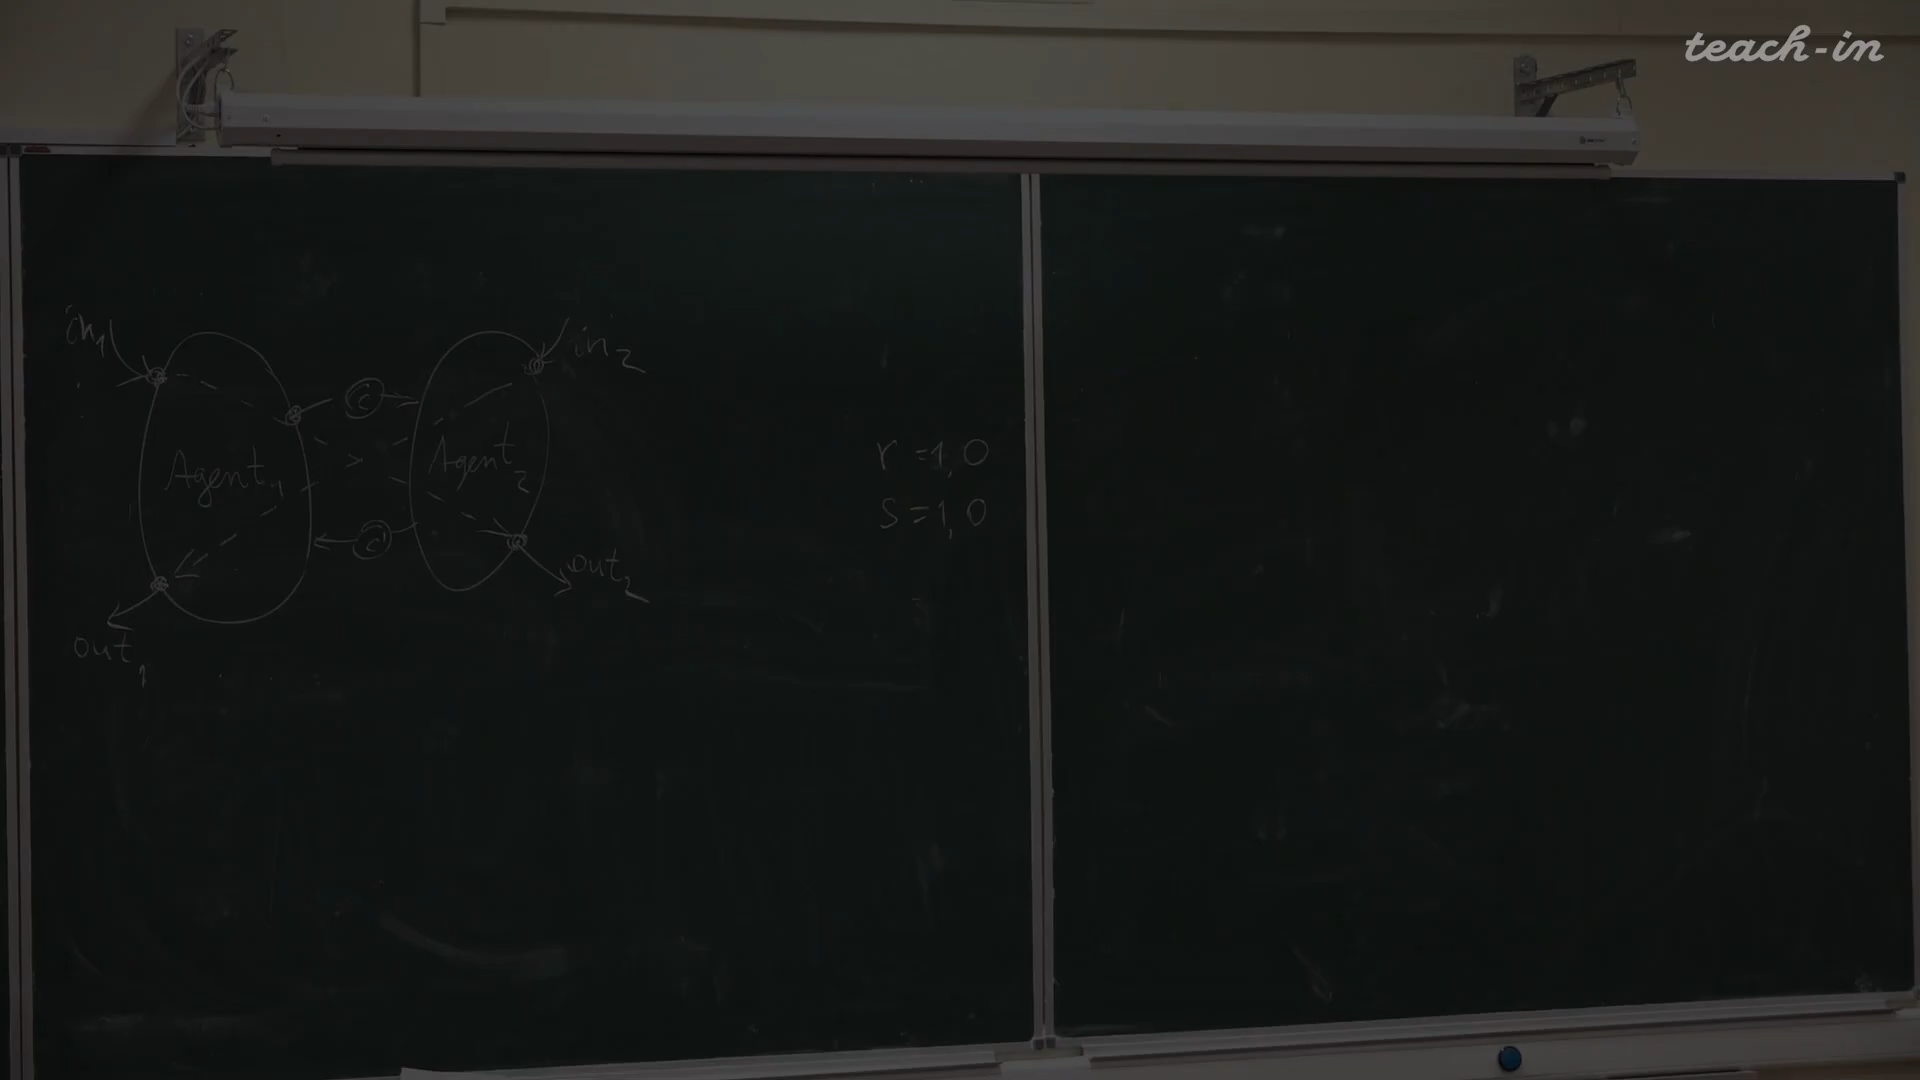 teach-in
in₁
in₂
c
Agent₁
Agent₂
r = 1, 0
s = 1, 0
c'
out₂
out₁